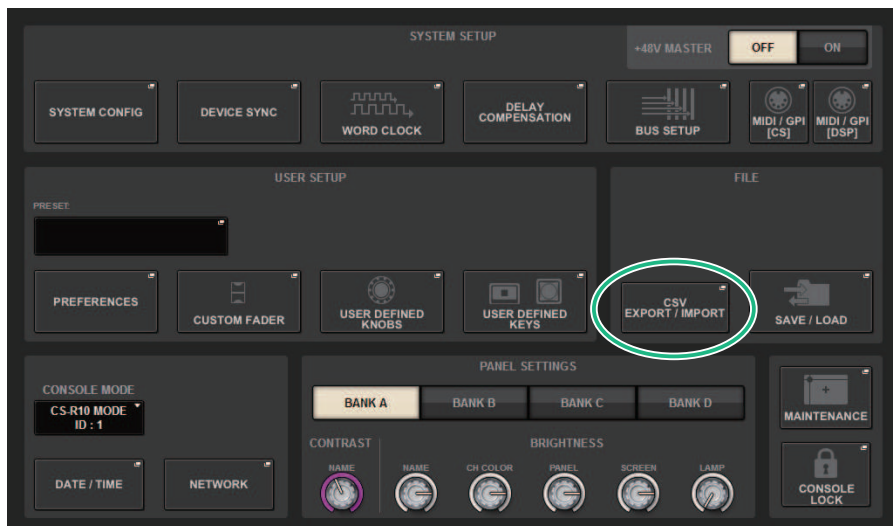 SYSTEM SETUP
+48V MASTER
OFF
ON
SYSTEM CONFIG
DEVICE SYNC
WORD CLOCK
DELAY
COMPENSATION
BUS SETUP
MIDI / GPI
[CS]
MIDI / GPI
[DSP]
USER SETUP
PRESET
PREFERENCES
CUSTOM FADER
USER DEFINED
KNOBS
USER DEFINED
KEYS
FILE
CSV
EXPORT / IMPORT
SAVE / LOAD
CONSOLE MODE
CS-R10 MODE
ID : 1
DATE / TIME
NETWORK
PANEL SETTINGS
BANK A
BANK B
BANK C
BANK D
CONTRAST
BRIGHTNESS
NAME
NAME
CH COLOR
PANEL
SCREEN
LAMP
MAINTENANCE
CONSOLE
LOCK